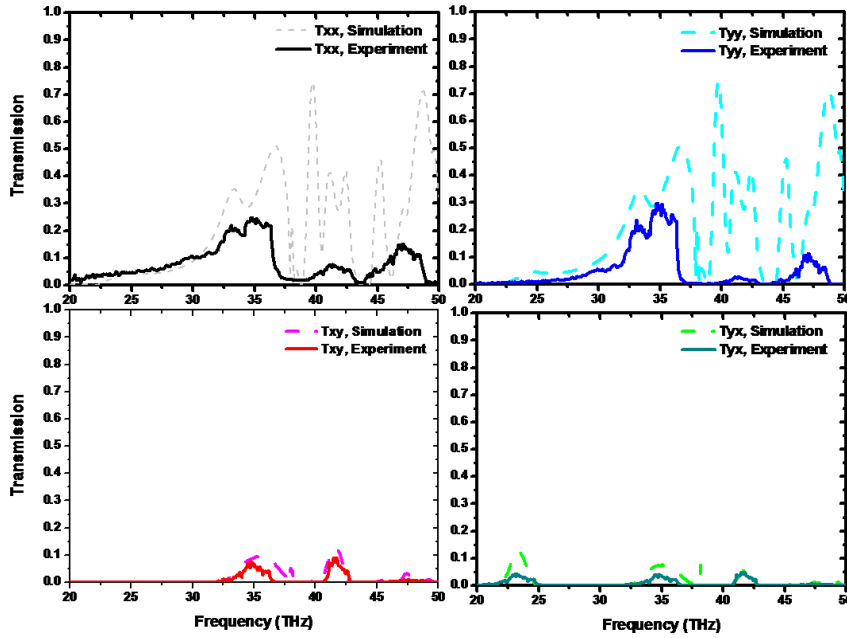 1.0
0.9
0.8
0.7
0.6
0.5
0.4
0.3
0.2
0.1
0.0
Transmission
Txx, Simulation
Txx, Experiment
20 25 30 35 40 45 50
1.0
0.9
0.8
0.7
0.6
0.5
0.4
0.3
0.2
0.1
0.0
Tyy, Simulation
Tyy, Experiment
20 25 30 35 40 45 50
1.0
0.9
0.8
0.7
0.6
0.5
0.4
0.3
0.2
0.1
0.0
Transmission
Txy, Simulation
Txy, Experiment
20 25 30 35 40 45 50
Frequency (THz)
1.0
0.9
0.8
0.7
0.6
0.5
0.4
0.3
0.2
0.1
0.0
Tyx, Simulation
Tyx, Experiment
20 25 30 35 40 45 50
Frequency (THz)